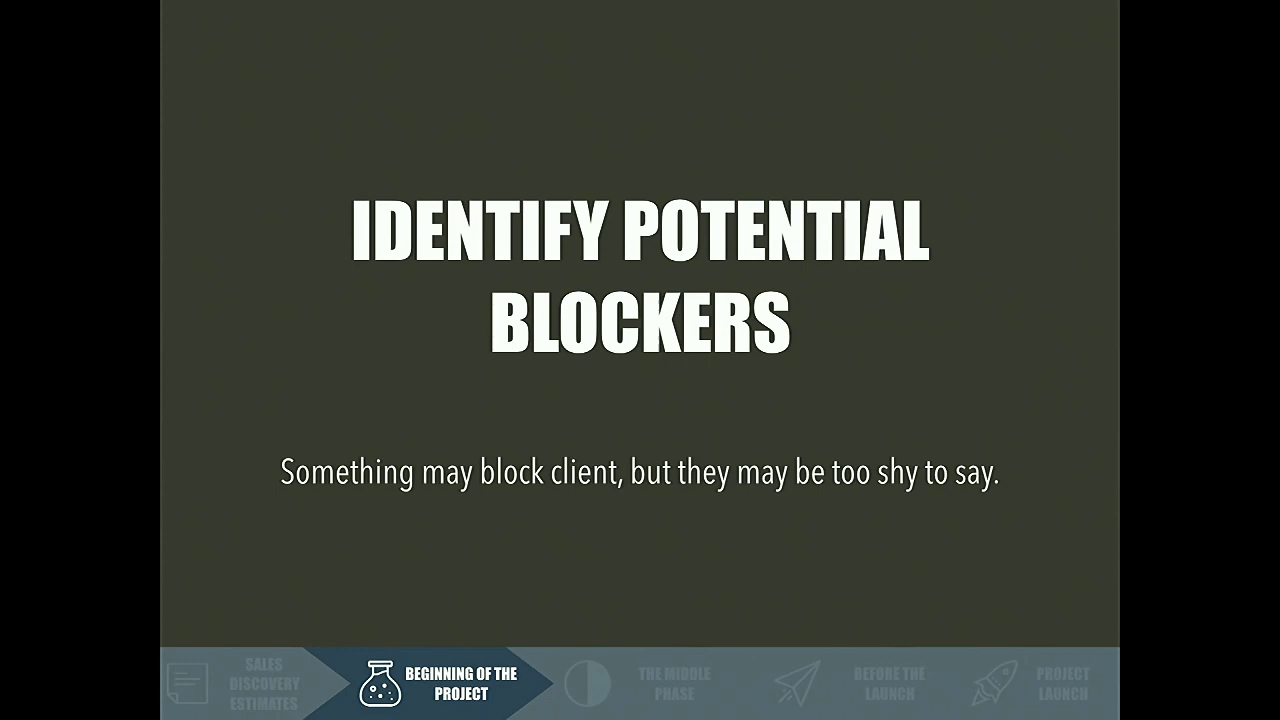 IDENTIFY POTENTIAL
BLOCKERS
Something may block client, but they may be too shy to say.
SALES
DISCOVERY
ESTIMATES
BEGINNING OF THE
PROJECT
THE MIDDLE
PHASE
BEFORE THE
LAUNCH
PROJECT
LAUNCH